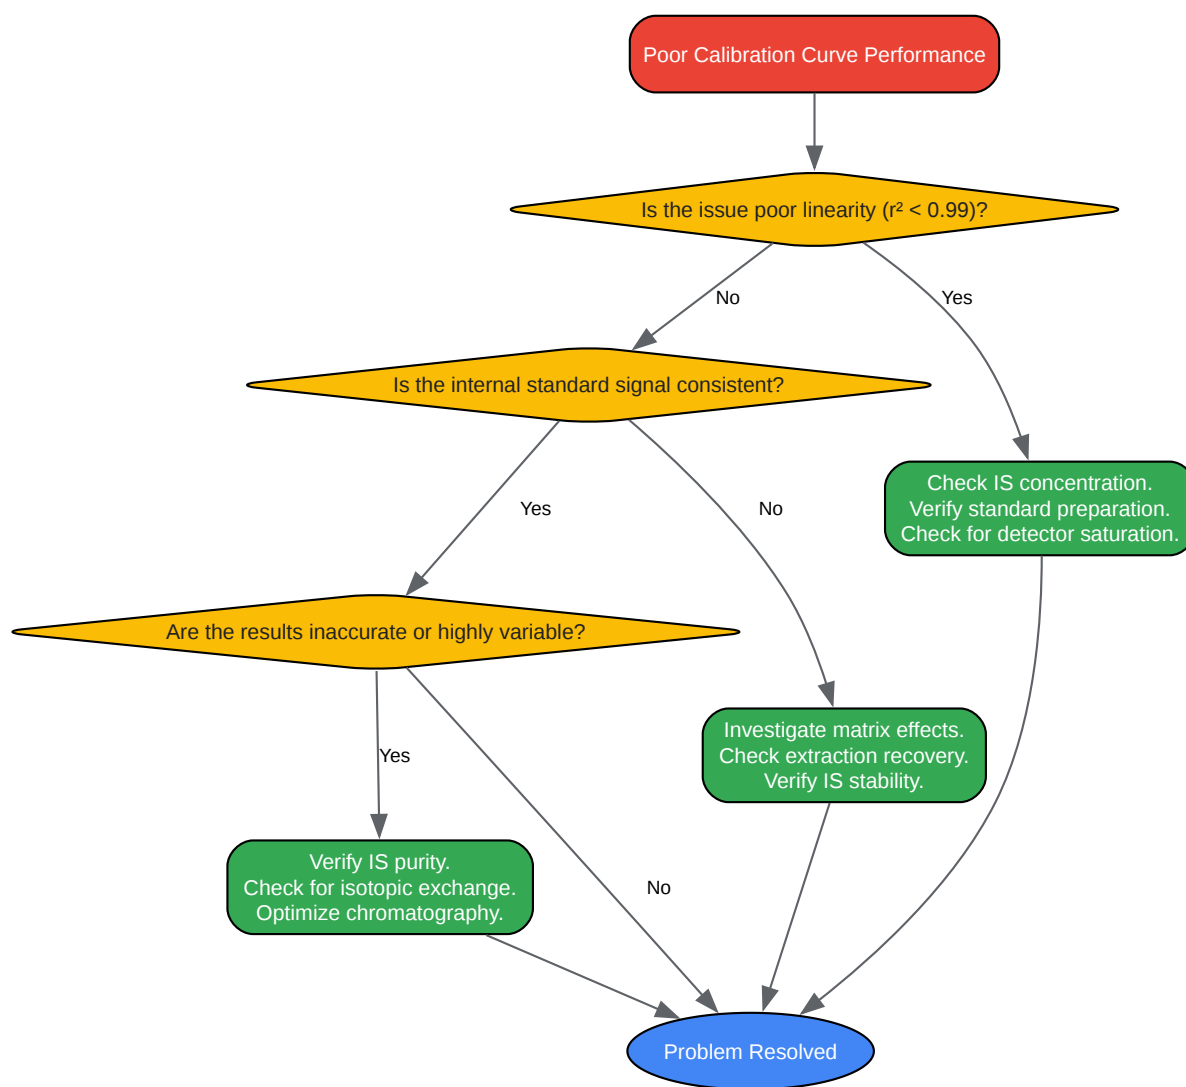 Poor Calibration Curve Performance
Is the issue poor linearity (r² < 0.99)?
No
Yes
Is the internal standard signal consistent?
Check IS concentration.
Verify standard preparation.
Check for detector saturation.
Yes
No
Are the results inaccurate or highly variable?
Investigate matrix effects.
Check extraction recovery.
Verify IS stability.
Yes
Verify IS purity.
Check for isotopic exchange.
Optimize chromatography.
No
Problem Resolved